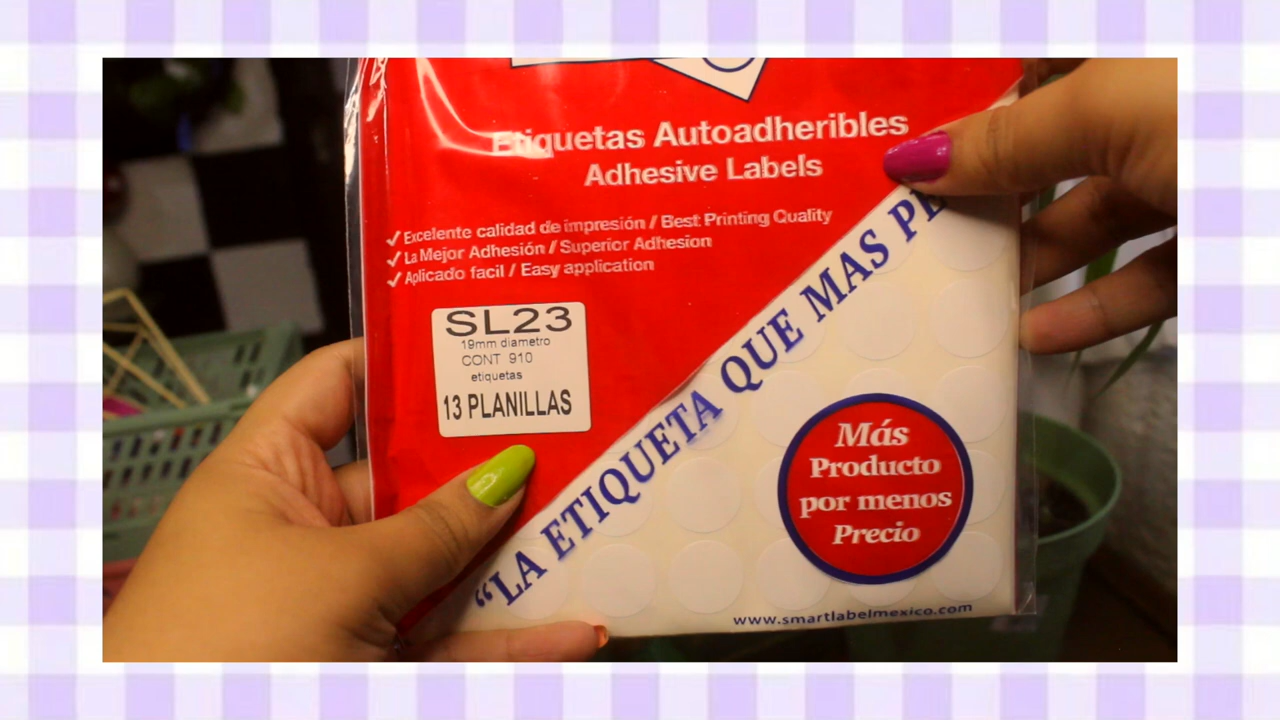 Etiquetas Autoadheribles
Adhesive Labels
✓ Excelente calidad de impresión / Best Printing Quality
✓ La Mejor Adhesión / Superior Adhesion
✓ Aplicado facil / Easy application
SL23
19mm diametro
CONT 910
etiquetas
13 PLANILLAS
“LA ETIQUETA QUE MAS
Más
Producto
por menos
Precio
www.smartlabelmexico.com